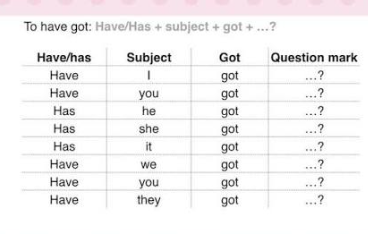 To have got: Have/Has + subject + got + ...?
Have/has Subject Got Question mark
Have I got ...?
Have you got ...?
Has he got ...?
Has she got ...?
Has it got ...?
Have we got ...?
Have you got ...?
Have they got ...?